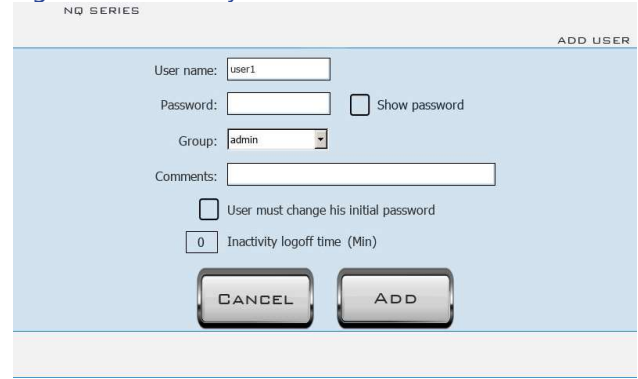 NQ SERIES
ADD USER
User name: user1
Password: Show password
Group: admin
Comments:
User must change his initial password
0 Inactivity logoff time (Min)
CANCEL ADD